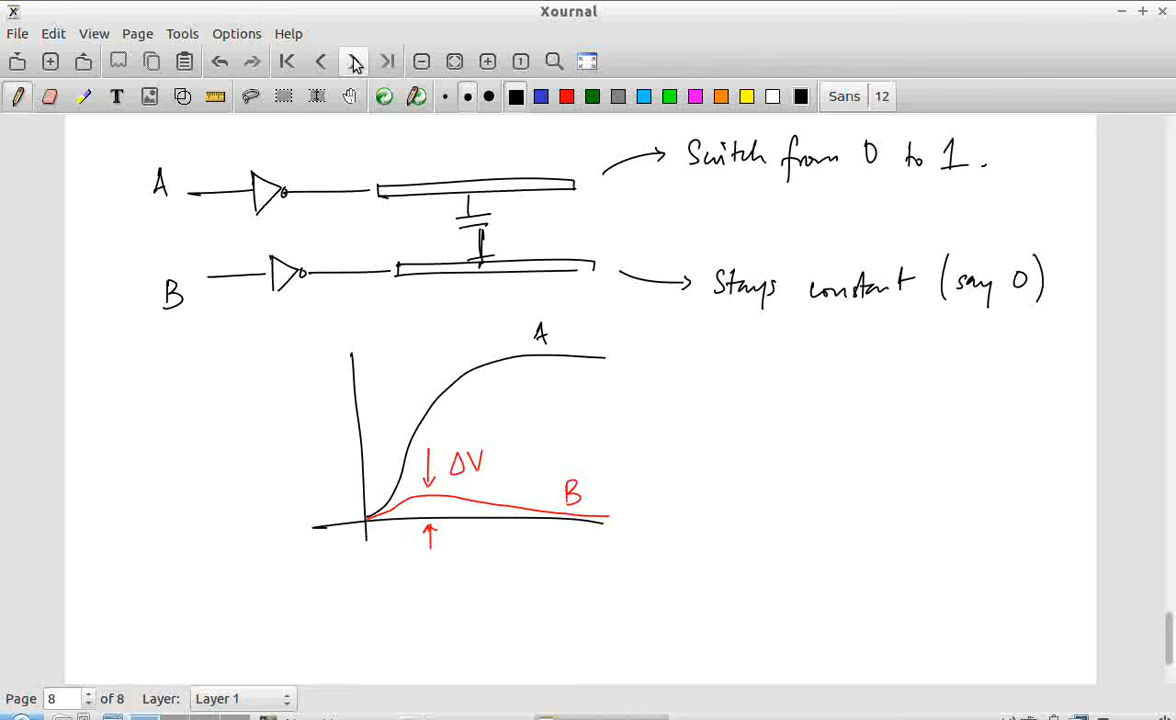 Xournal
File Edit View Page Tools Options Help
Sans 12
A
Switch from 0 to 1.
B
Stays constant (say 0)
A
ΔV
B
Page 8 of 8 Layer: Layer 1